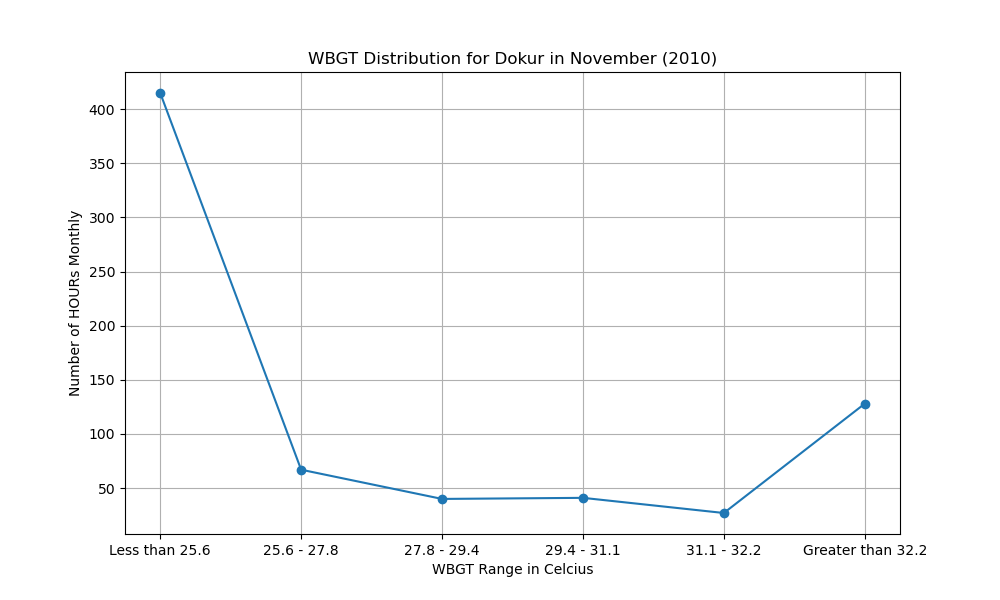 WBGT Distribution for Dokur in November (2010)
Number of HOURs Monthly
400
350
300
250
200
150
100
50
Less than 25.6
25.6 - 27.8
27.8 - 29.4
29.4 - 31.1
31.1 - 32.2
Greater than 32.2
WBGT Range in Celcius